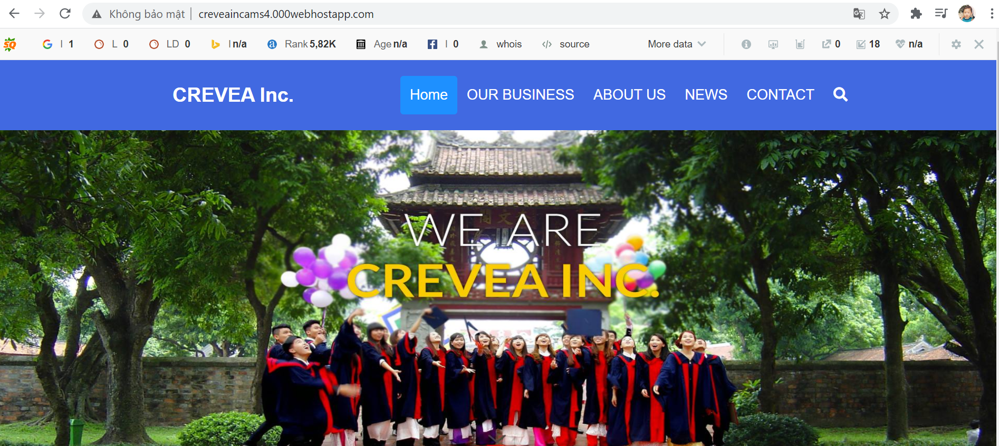 Không bảo mật creveaincams4.000webhostapp.com
SQ I 1 L 0 LD 0 I n/a Rank 5,82K Age n/a I 0 whois source More data 0 18 n/a
CREVEA Inc. Home OUR BUSINESS ABOUT US NEWS CONTACT
WE ARE
CREVEA INC.